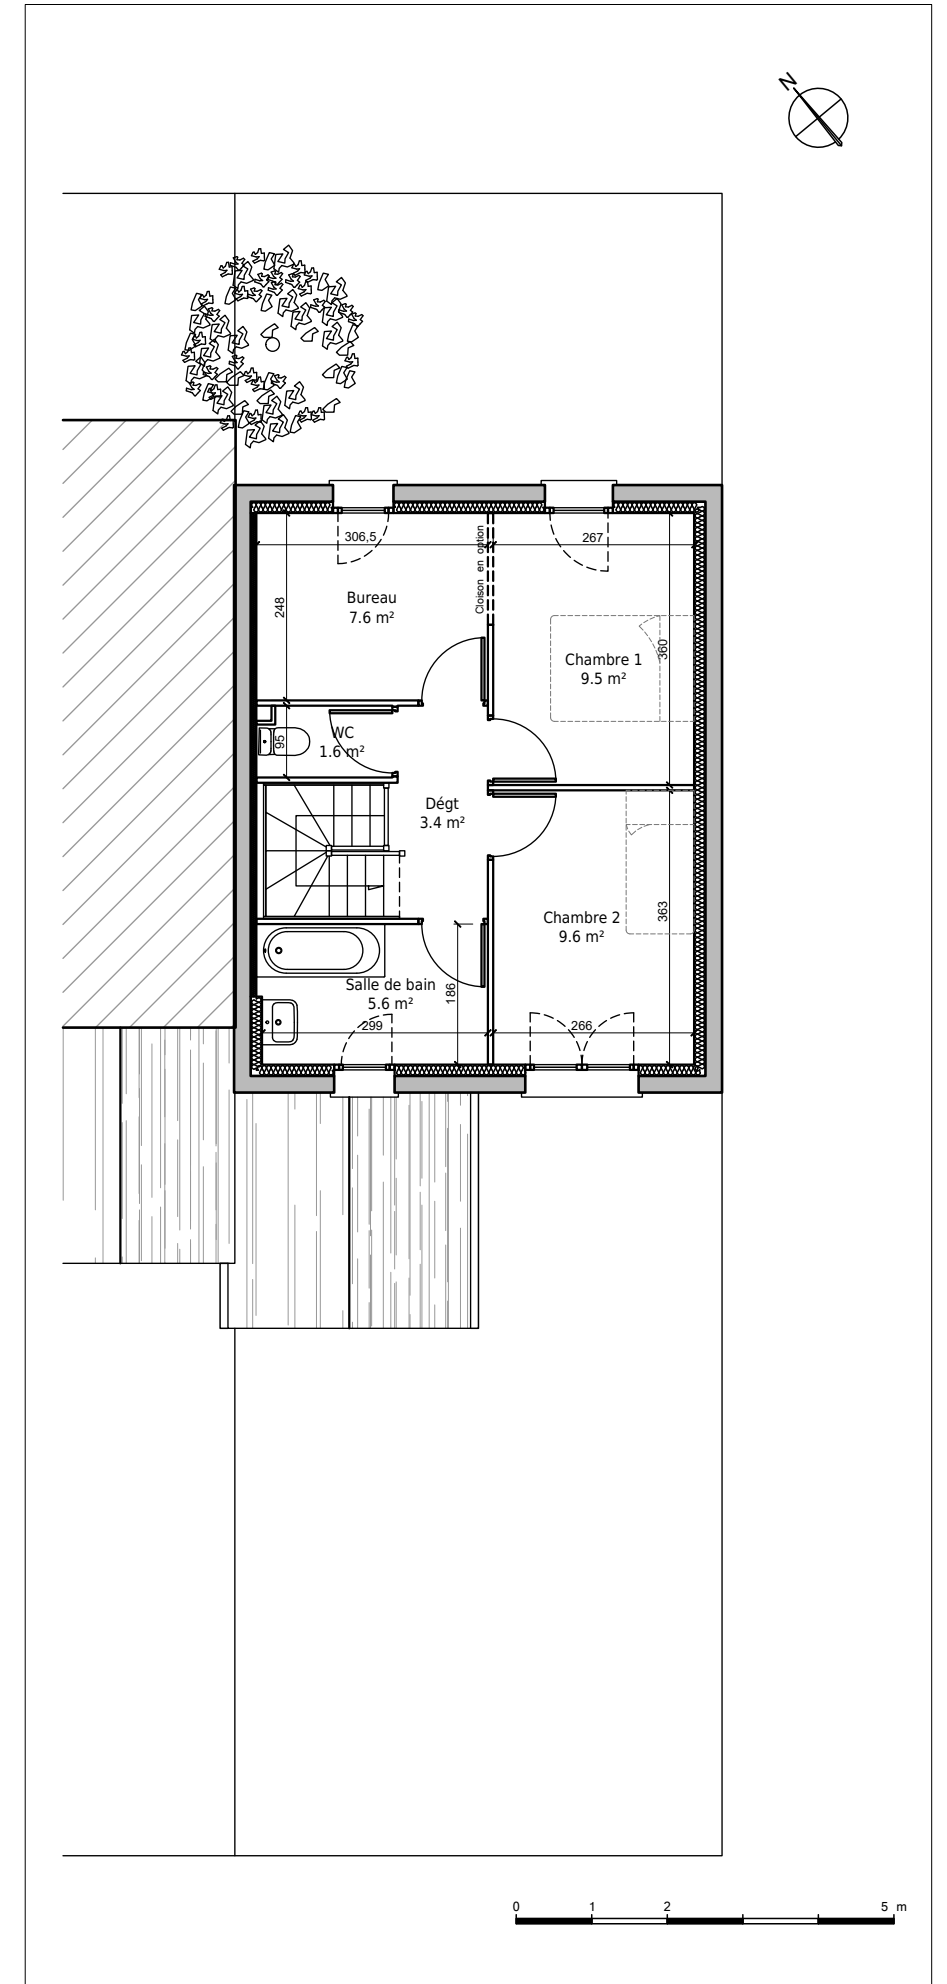 N
306,5
267
Cloison en option
Bureau
7.6 m²
248
Chambre 1
9.5 m²
360
WC
1.6 m²
95
Dégt
3.4 m²
Chambre 2
9.6 m²
363
Salle de bain
5.6 m²
186
299
266
0 1 2 5 m